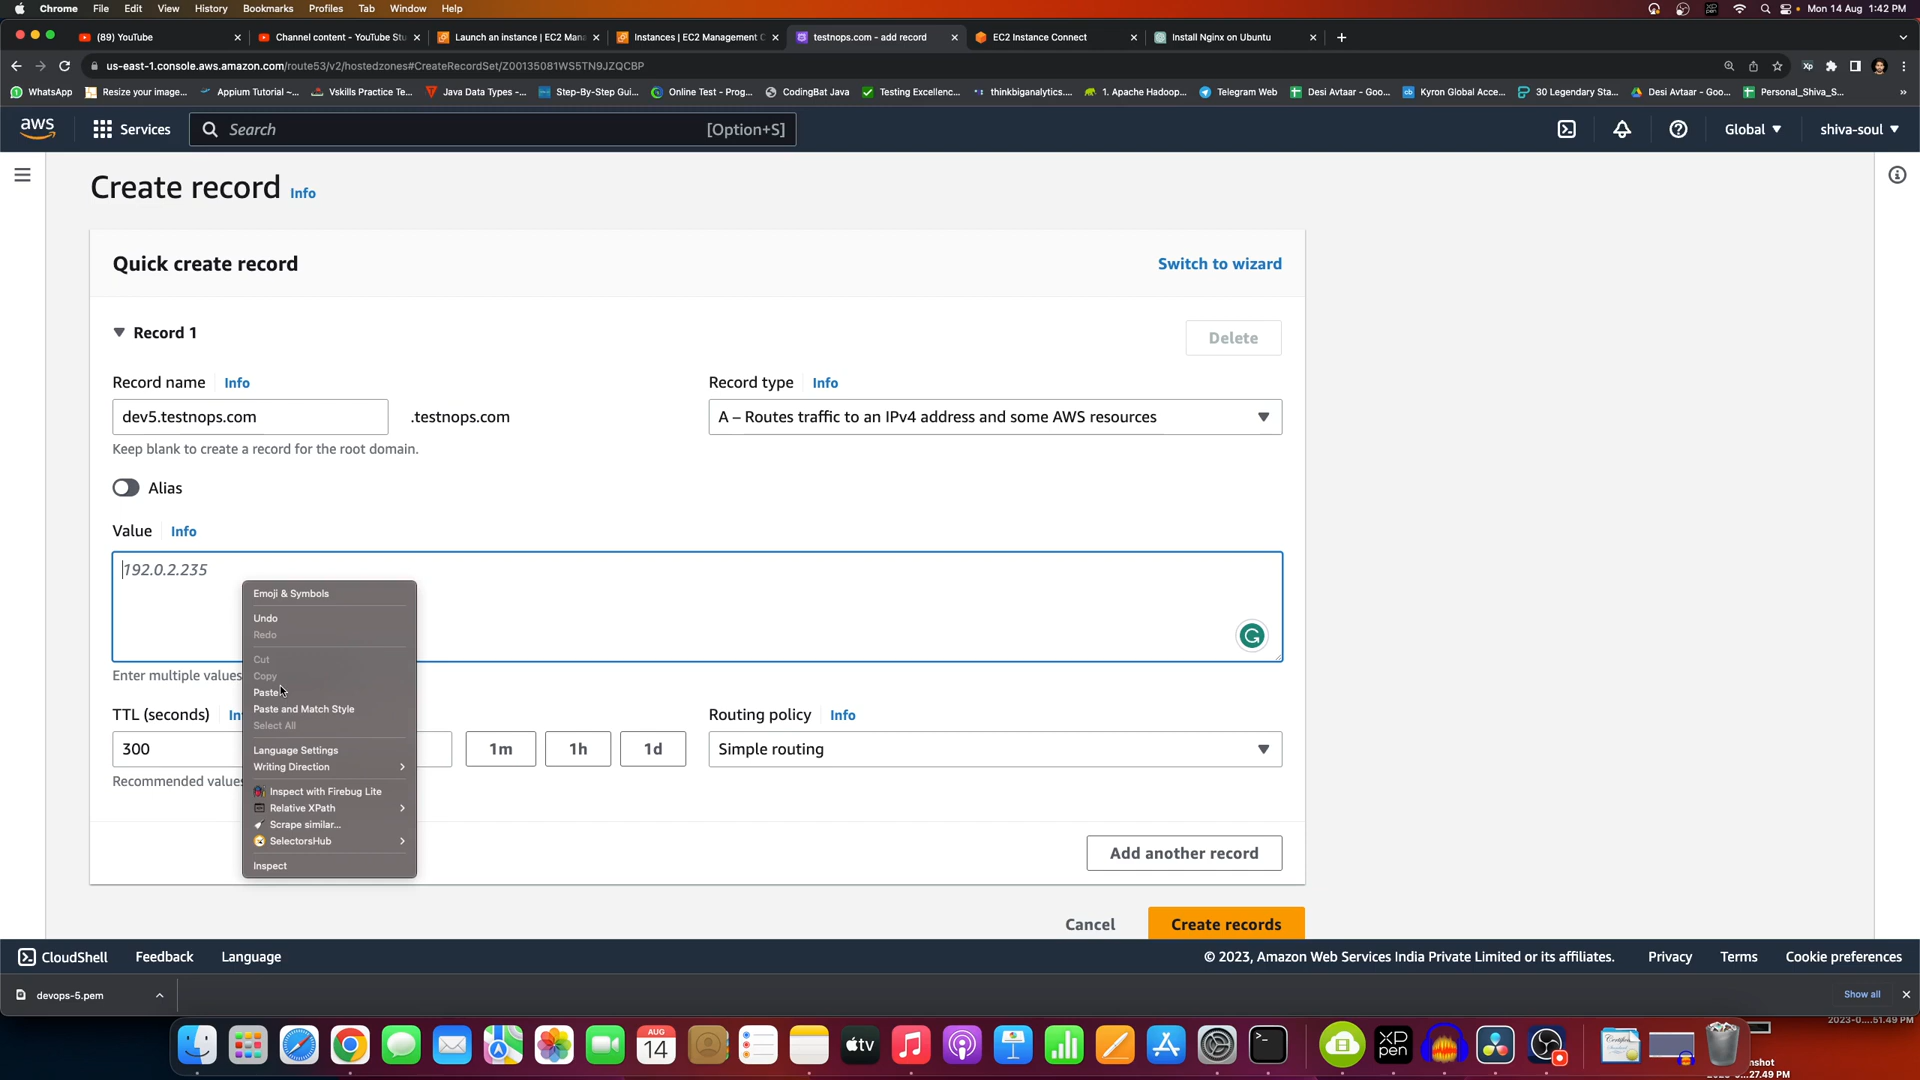 Chrome File Edit View History Bookmarks Profiles Tab Window Help Mon 14 Aug 1:42 PM
(89) YouTube Channel content - YouTube Stu Launch an instance | EC2 Mana Instances | EC2 Management C testnops.com - add record EC2 Instance Connect Install Nginx on Ubuntu
us-east-1.console.aws.amazon.com/route53/v2/hostedzones#CreateRecordSet/Z00135081WS5TN9JZQCBP
WhatsApp Resize your image... Appium Tutorial ~... Vskills Practice Te... Java Data Types -... Step-By-Step Gui... Online Test - Prog... CodingBat Java Testing Excellenc... thinkbiganalytics.... 1. Apache Hadoop... Telegram Web Desi Avtaar - Goo... Kyron Global Acce... 30 Legendary Sta... Desi Avtaar - Goo... Personal_Shiva_S... »
aws Services Search [Option+S] Global shiva-soul
Create record Info
Quick create record Switch to wizard
Record 1 Delete
Record name Info Record type Info
dev5.testnops.com .testnops.com A – Routes traffic to an IPv4 address and some AWS resources
Keep blank to create a record for the root domain.
Alias
Value Info
192.0.2.235
Emoji & Symbols
Undo
Redo
Cut
Copy
Paste
Paste and Match Style
Select All
Language Settings
Writing Direction
Inspect with Firebug Lite
Relative XPath
Scrape similar...
SelectorsHub
Inspect
Enter multiple values
TTL (seconds) Routing policy Info
300 1m 1h 1d Simple routing
Recommended values
Add another record
Cancel Create records
CloudShell Feedback Language © 2023, Amazon Web Services India Private Limited or its affiliates. Privacy Terms Cookie preferences
devops-5.pem Show all
AUG
14
tv
XP
pen